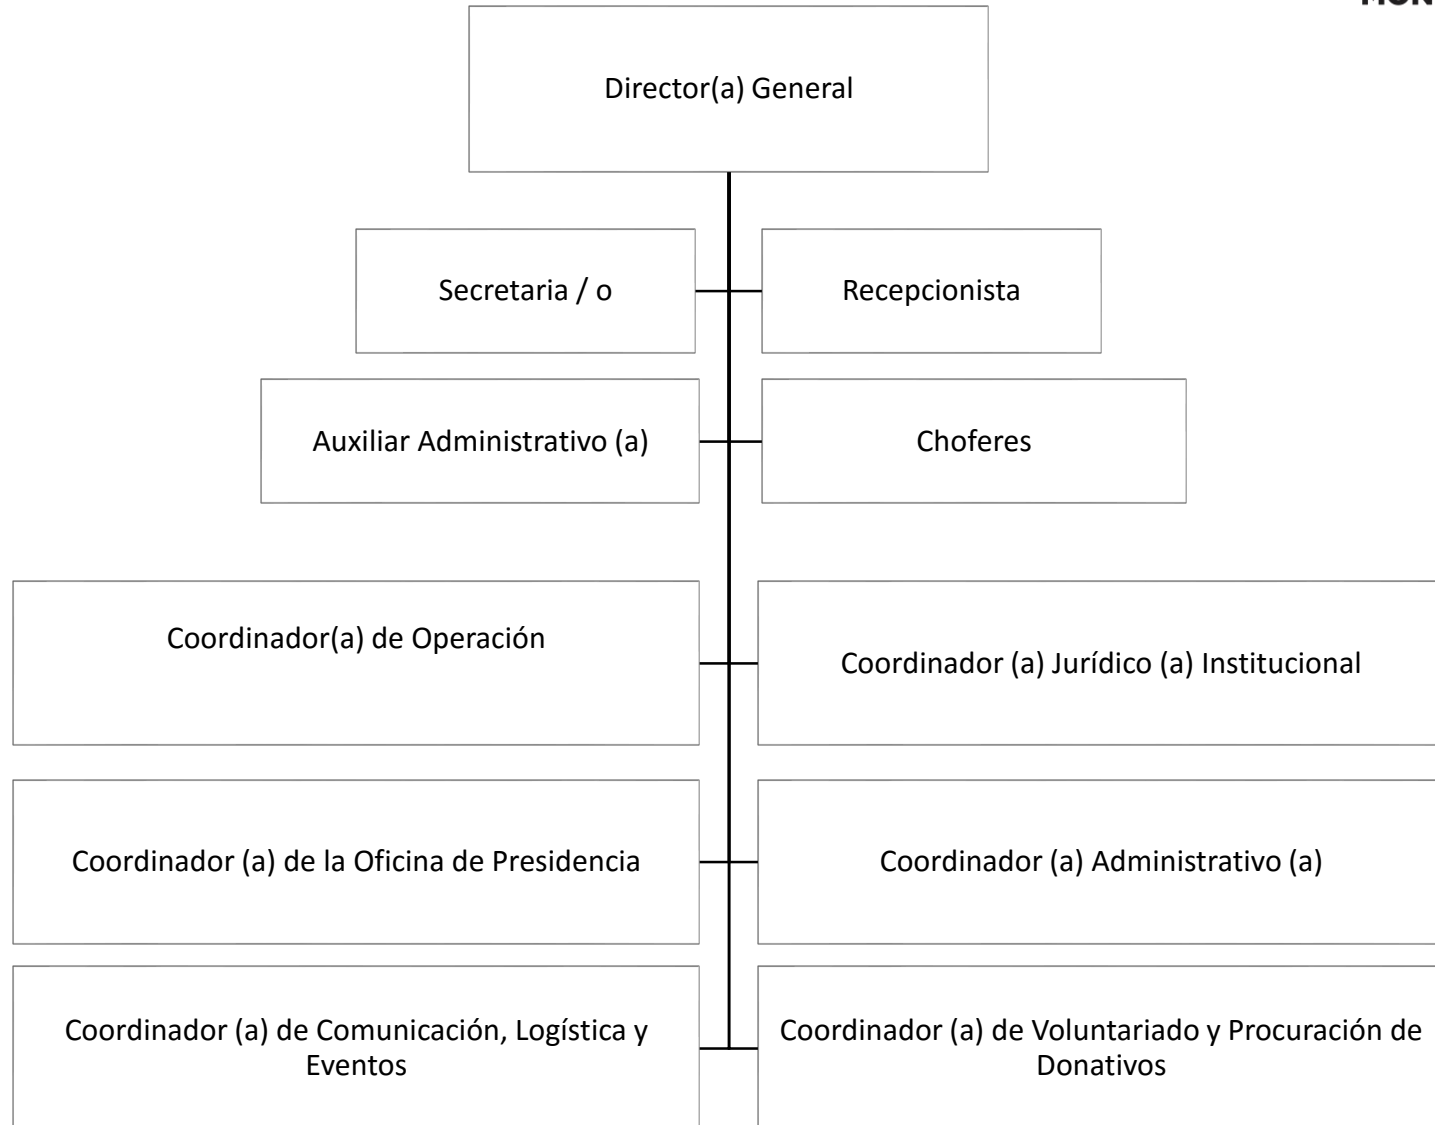 Director(a) General
Secretaria / o
Recepcionista
Auxiliar Administrativo (a)
Choferes
Coordinador(a) de Operación
Coordinador (a) Jurídico (a) Institucional
Coordinador (a) de la Oficina de Presidencia
Coordinador (a) Administrativo (a)
Coordinador (a) de Comunicación, Logística y
Eventos
Coordinador (a) de Voluntariado y Procuración de
Donativos